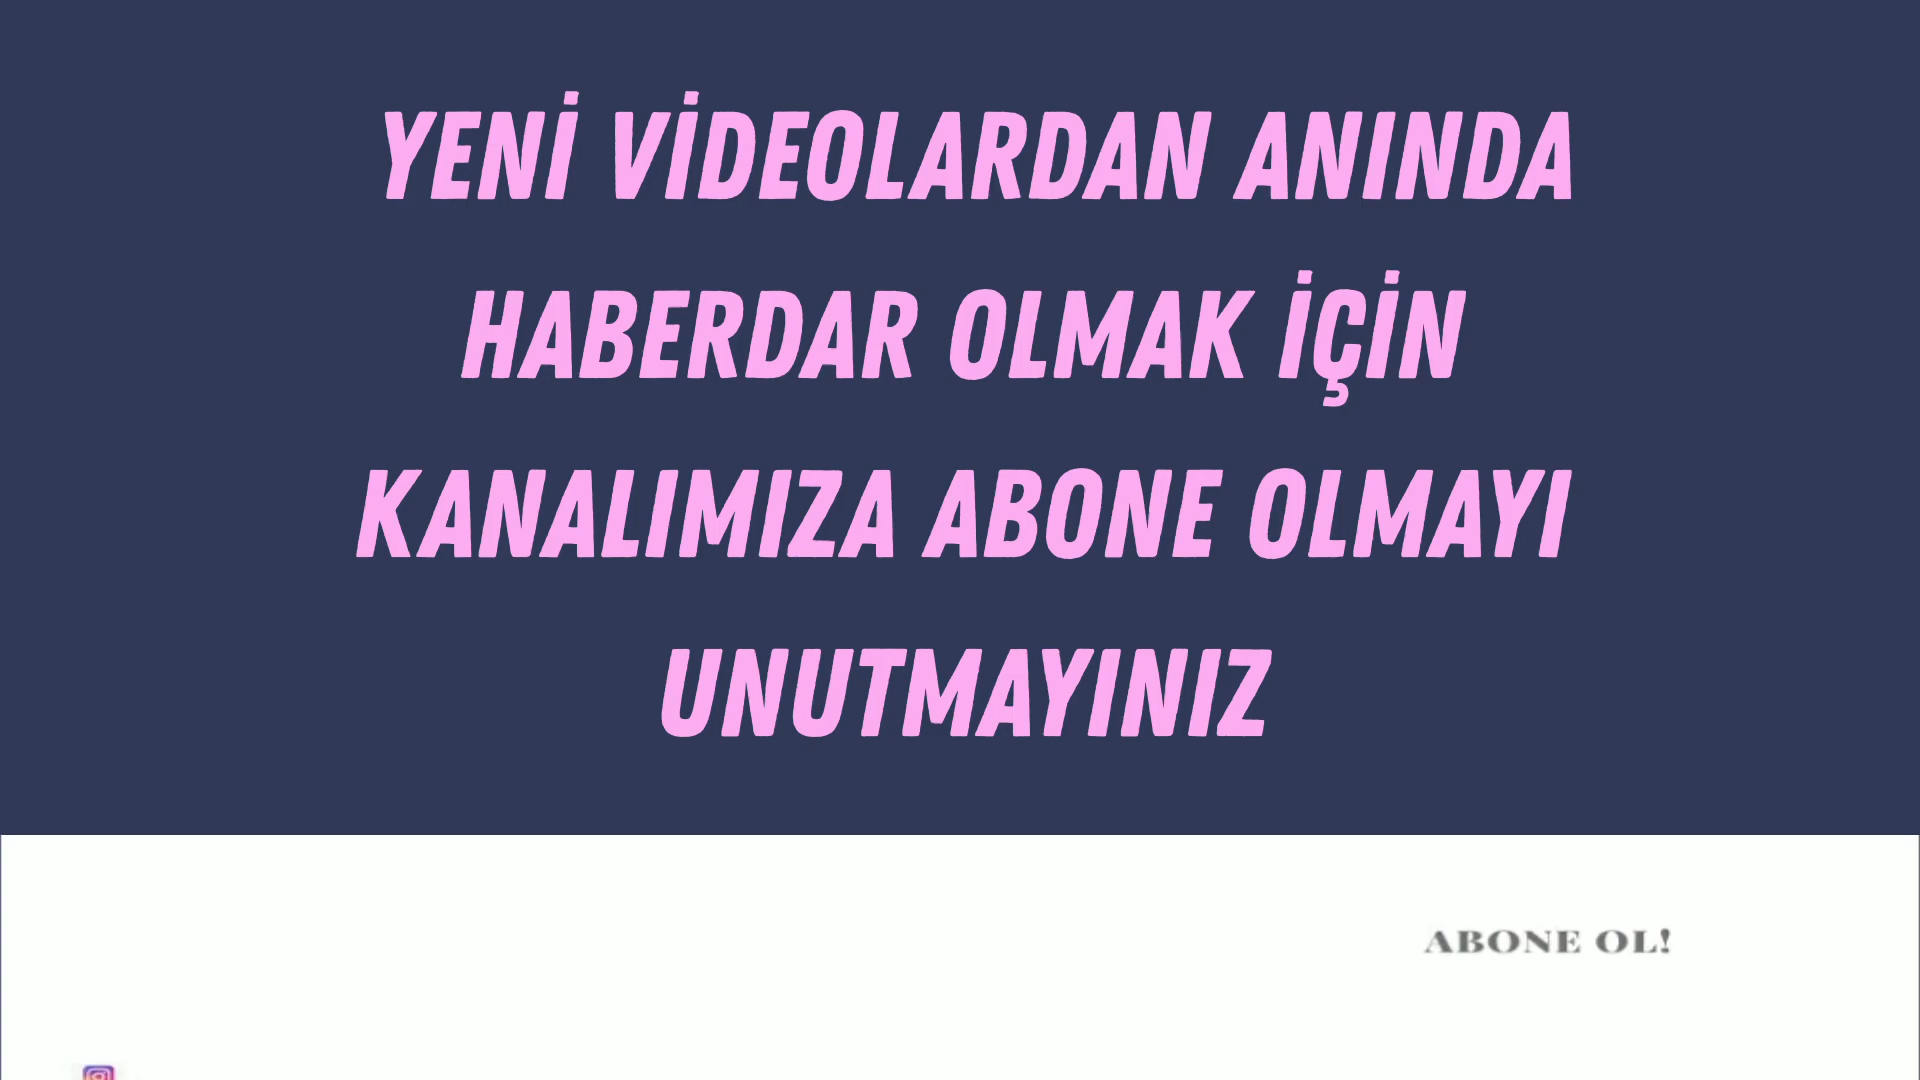 YENİ VİDEOLARDAN ANINDA
HABERDAR OLMAK İÇİN
KANALIMIZA ABONE OLMAYI
UNUTMAYINIZ
ABONE OL!